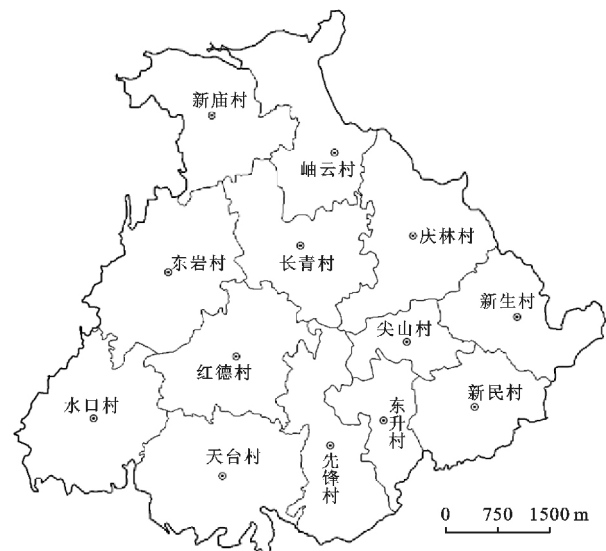 新庙村
岫云村
庆林村
东岩村
长青村
新生村
尖山村
红德村
水口村
新民村
东升村
天台村
先锋村
0 750 1500 m